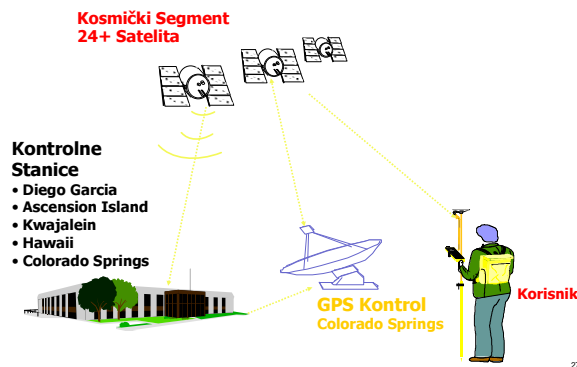 Kosmički Segment
24+ Satelita
Kontrolne
Stanice
• Diego Garcia
• Ascension Island
• Kwajalein
• Hawaii
• Colorado Springs
GPS Kontrol
Colorado Springs
Korisnik